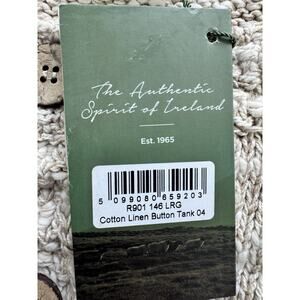 The Authentic
Spirit of Ireland
Est. 1965
5 099080 659203
R901 146 LRG
Cotton Linen Button Tank 04